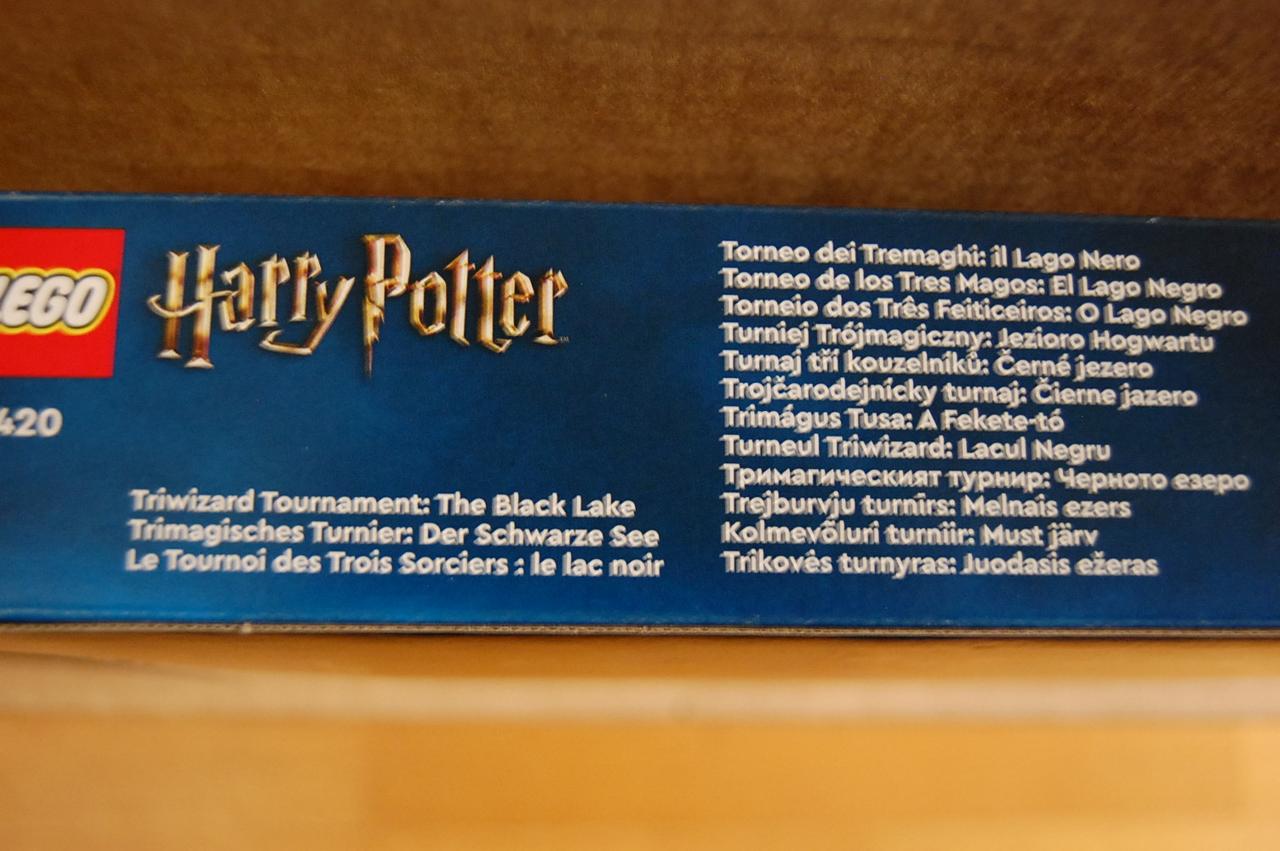 LEGO
Harry Potter
420
Triwizard Tournament: The Black Lake
Trimagisches Turnier: Der Schwarze See
Le Tournoi des Trois Sorciers : le lac noir
Torneo dei Tremaghi: il Lago Nero
Torneo de los Tres Magos: El Lago Negro
Torneio dos Três Feiticeiros: O Lago Negro
Turniej Trójmagiczny: Jezioro Hogwartu
Turnaj tří kouzelníků: Černé jezero
Trojčarodejnícky turnaj: Čierne jazero
Trimágus Tusa: A Fekete-tó
Turneul Triwizard: Lacul Negru
Тримагическият турнир: Черното езеро
Trejburvju turnīrs: Melnais ezers
Kolmevõluri turniir: Must järv
Trikovės turnyras: Juodasis ežeras